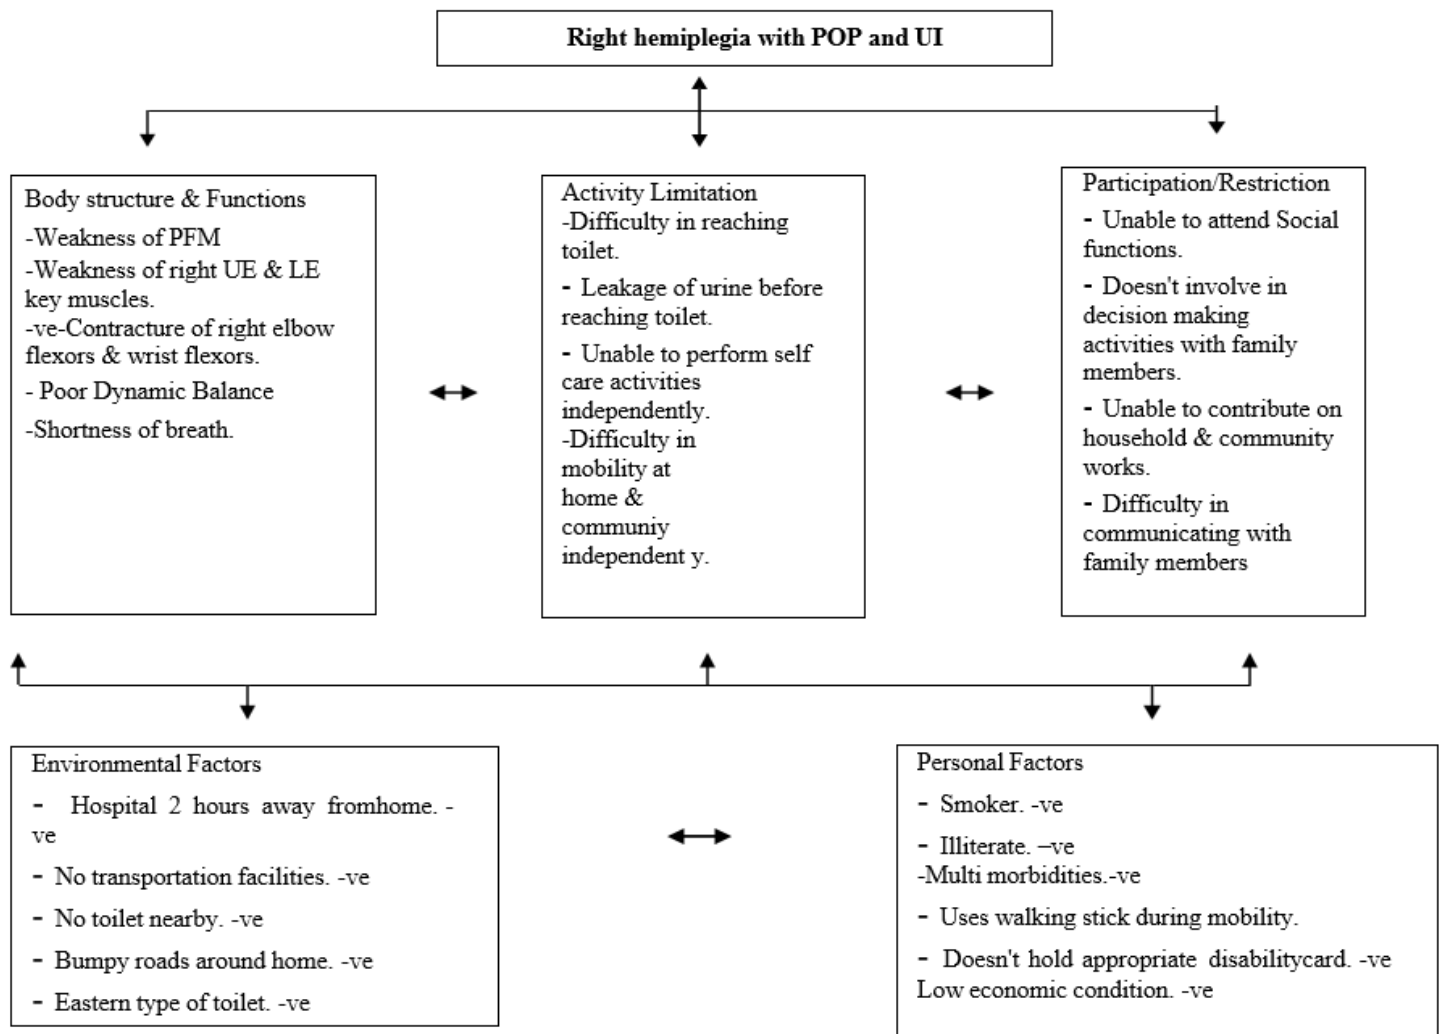 Right hemiplegia with POP and UI
Body structure & Functions
-Weakness of PFM
-Weakness of right UE & LE
key muscles.
-ve-Contracture of right elbow
flexors & wrist flexors.
- Poor Dynamic Balance
-Shortness of breath.
Activity Limitation
-Difficulty in reaching
toilet.
- Leakage of urine before
reaching toilet.
- Unable to perform self
care activities
independently.
-Difficulty in
mobility at
home &
communiy
independent y.
Participation/Restriction
- Unable to attend Social
functions.
- Doesn't involve in
decision making
activities with family
members.
- Unable to contribute on
household & community
works.
- Difficulty in
communicating with
family members
Environmental Factors
- Hospital 2 hours away fromhome. -
ve
- No transportation facilities. -ve
- No toilet nearby. -ve
- Bumpy roads around home. -ve
- Eastern type of toilet. -ve
Personal Factors
- Smoker. -ve
- Illiterate. –ve
-Multi morbidities.-ve
- Uses walking stick during mobility.
- Doesn't hold appropriate disabilitycard. -ve
Low economic condition. -ve